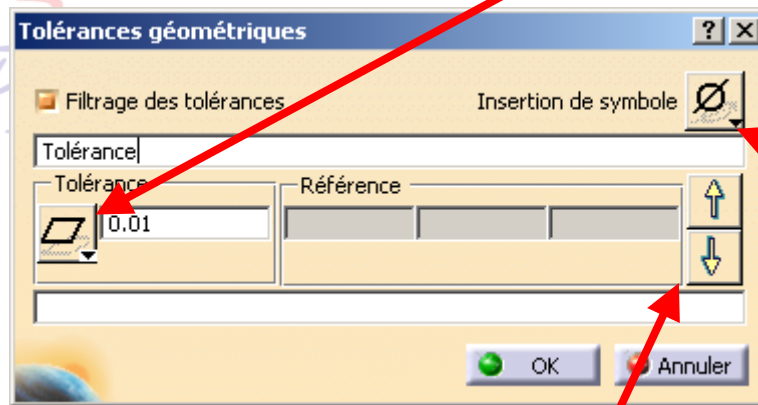 Tolérances géométriques
Filtrage des tolérances Insertion de symbole
Tolérance
Tolérance Référence
0.01
OK Annuler